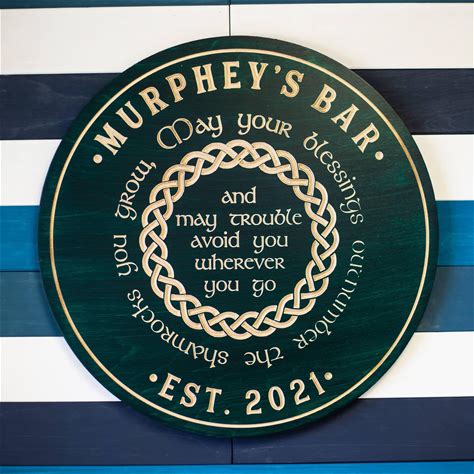 • MURPHEY'S BAR •
May your blessings outnumber the shamrocks you grow,
and
may trouble
avoid you
wherever
you go
• EST. 2021 •